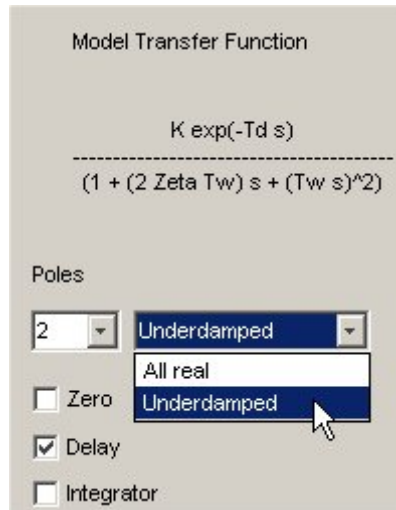 Model Transfer Function
K exp(-Td s)
----------------------------------------
(1 + (2 Zeta Tw) s + (Tw s)^2)
Poles
2 Underdamped
All real
Zero Underdamped
Delay
Integrator